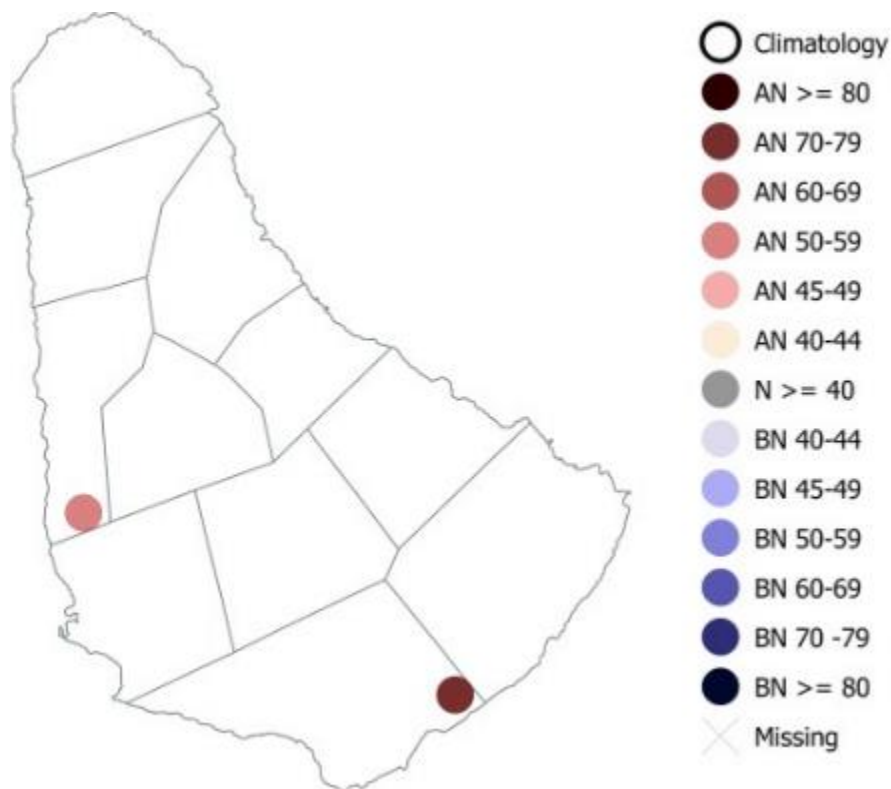 Climatology
AN >= 80
AN 70-79
AN 60-69
AN 50-59
AN 45-49
AN 40-44
N >= 40
BN 40-44
BN 45-49
BN 50-59
BN 60-69
BN 70 -79
BN >= 80
Missing